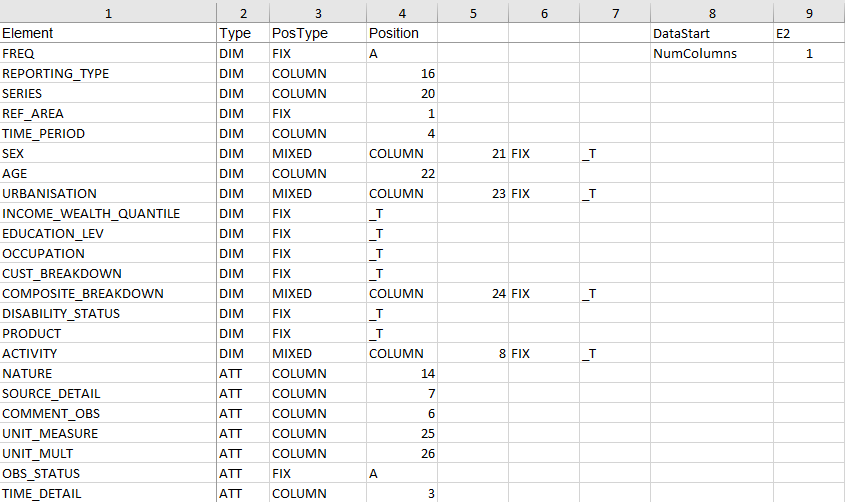 1 2 3 4 5 6 7 8 9
Element Type PosType Position DataStart E2
FREQ DIM FIX A NumColumns 1
REPORTING_TYPE DIM COLUMN 16
SERIES DIM COLUMN 20
REF_AREA DIM FIX 1
TIME_PERIOD DIM COLUMN 4
SEX DIM MIXED COLUMN 21 FIX _T
AGE DIM COLUMN 22
URBANISATION DIM MIXED COLUMN 23 FIX _T
INCOME_WEALTH_QUANTILE DIM FIX _T
EDUCATION_LEV DIM FIX _T
OCCUPATION DIM FIX _T
CUST_BREAKDOWN DIM FIX _T
COMPOSITE_BREAKDOWN DIM MIXED COLUMN 24 FIX _T
DISABILITY_STATUS DIM FIX _T
PRODUCT DIM FIX _T
ACTIVITY DIM MIXED COLUMN 8 FIX _T
NATURE ATT COLUMN 14
SOURCE_DETAIL ATT COLUMN 7
COMMENT_OBS ATT COLUMN 6
UNIT_MEASURE ATT COLUMN 25
UNIT_MULT ATT COLUMN 26
OBS_STATUS ATT FIX A
TIME_DETAIL ATT COLUMN 3